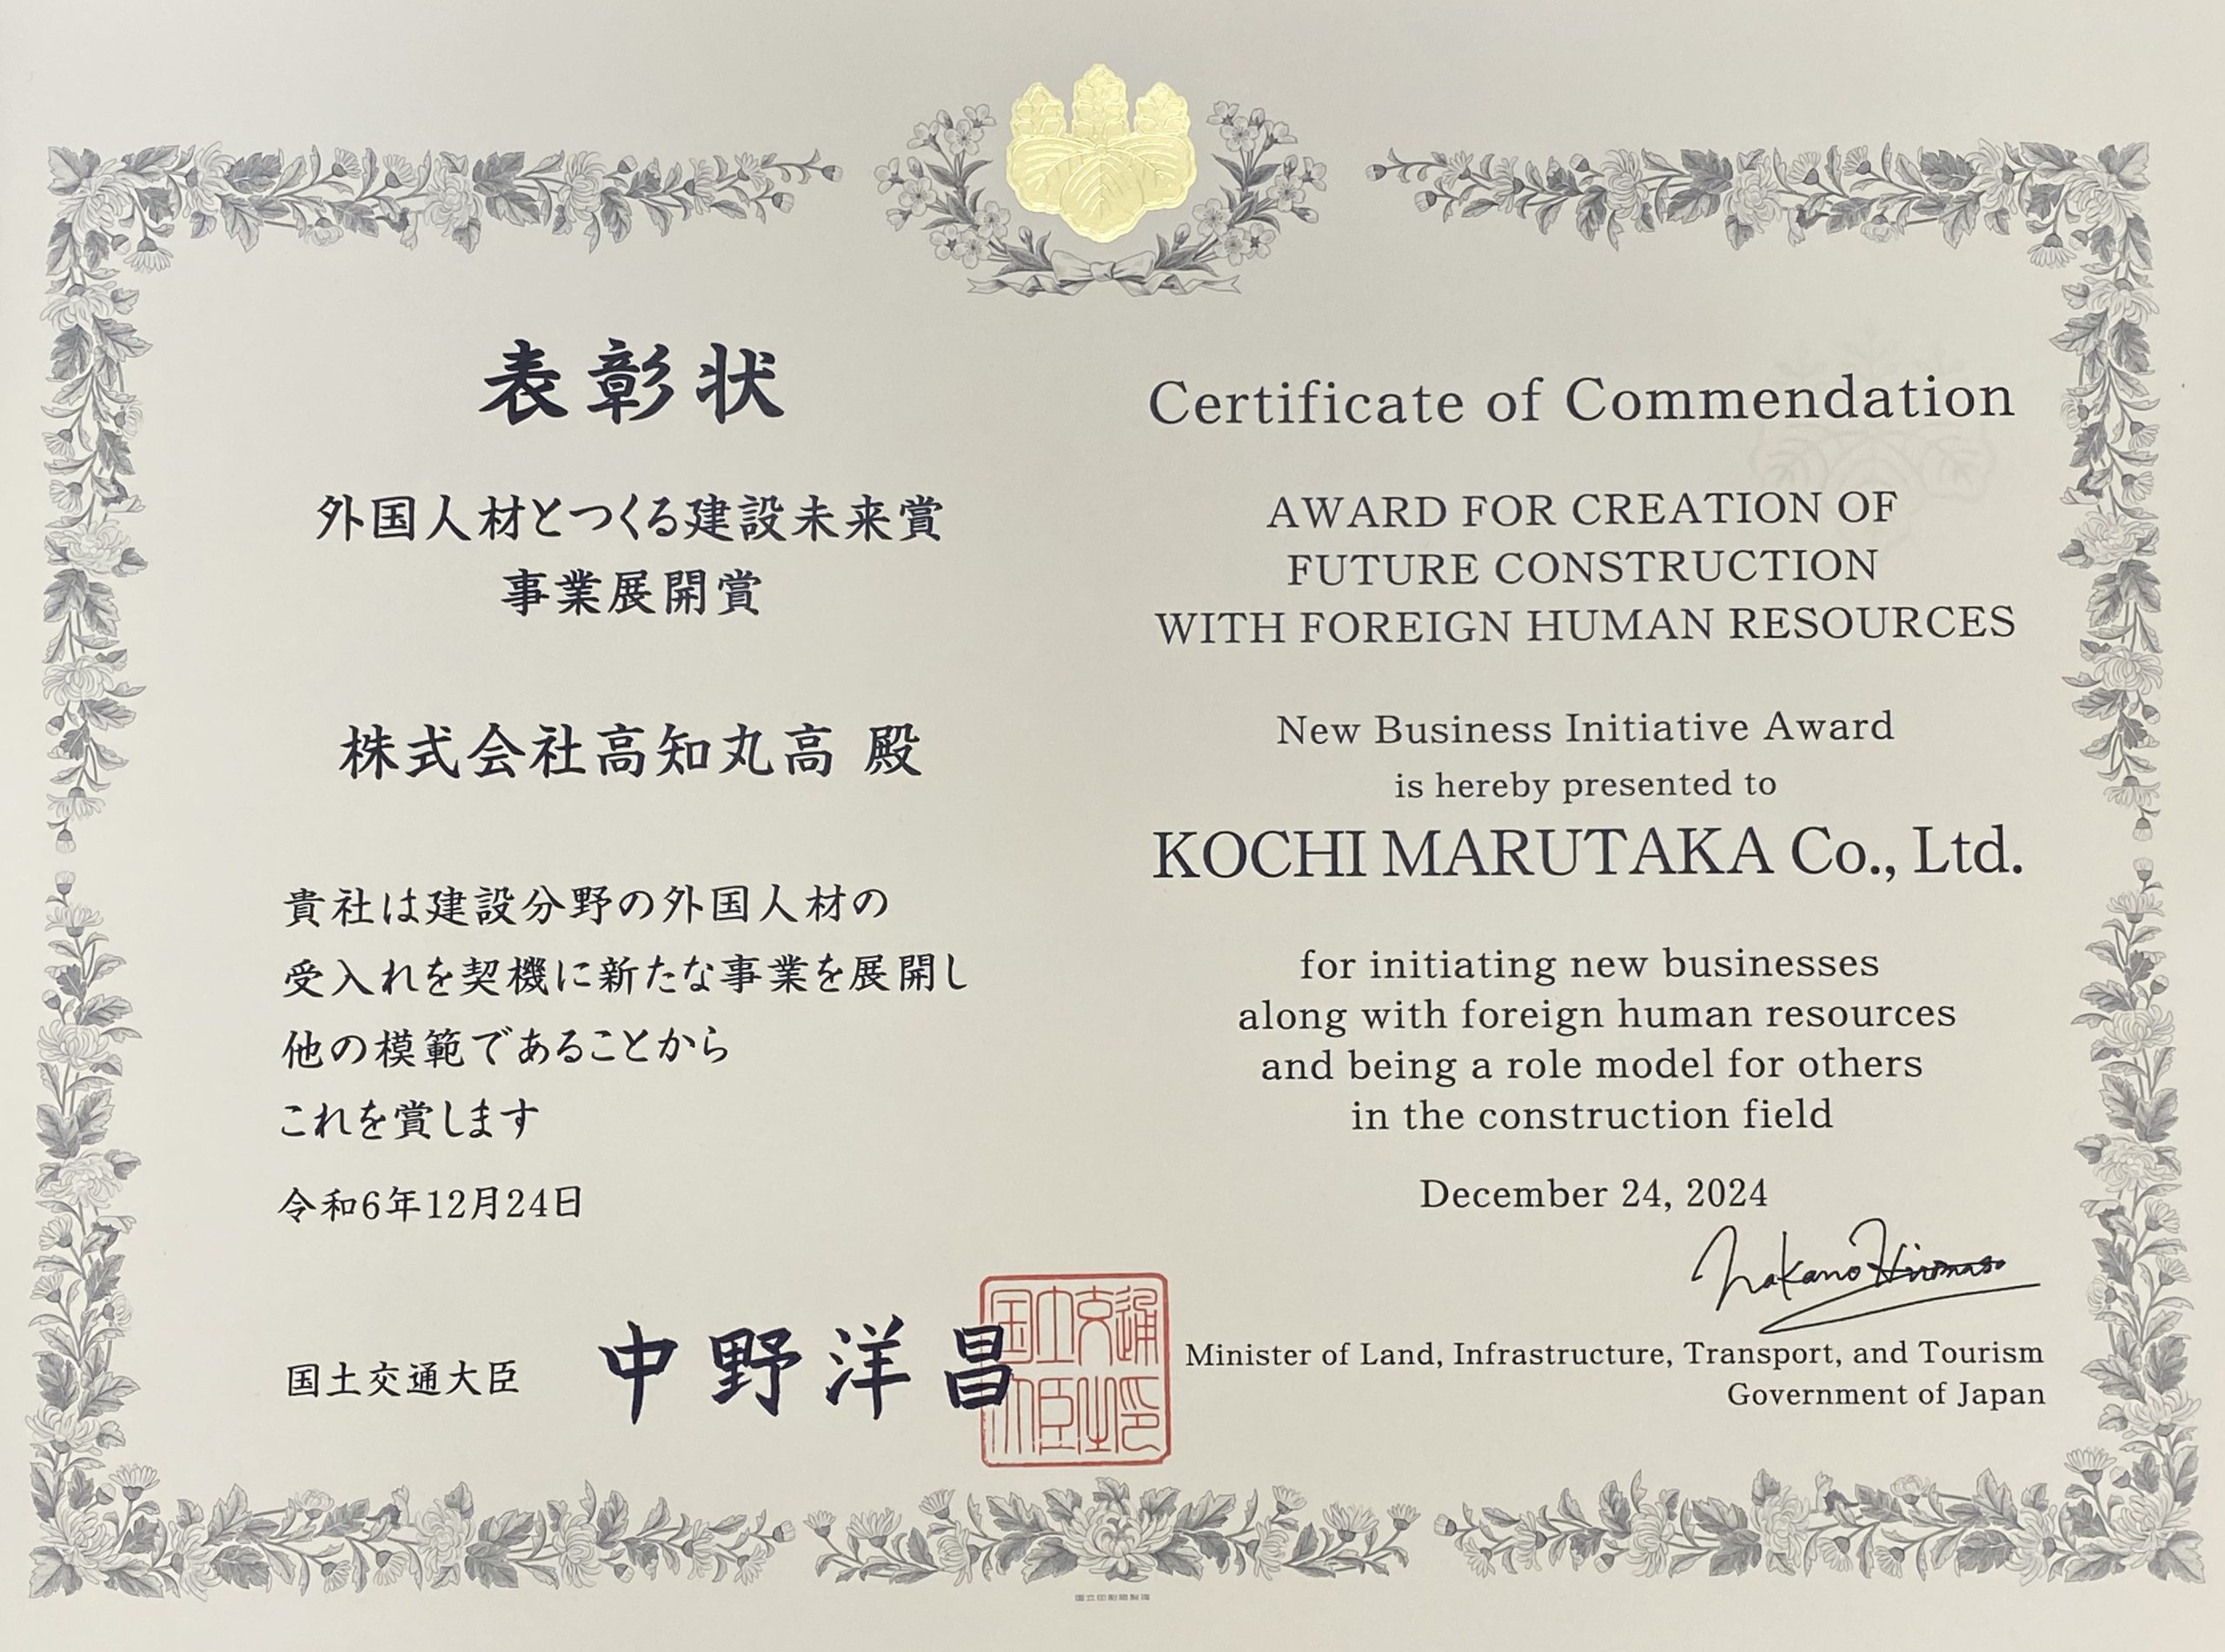 表彰状
外国人材とつくる建設未来賞
事業展開賞
株式会社高知丸高 殿
貴社は建設分野の外国人材の
受入れを契機に新たな事業を展開し
他の模範であることから
これを賞します
令和6年12月24日
国土交通大臣 中野洋昌
国土交通
大臣之印
Certificate of Commendation
AWARD FOR CREATION OF
FUTURE CONSTRUCTION
WITH FOREIGN HUMAN RESOURCES
New Business Initiative Award
is hereby presented to
KOCHI MARUTAKA Co., Ltd.
for initiating new businesses
along with foreign human resources
and being a role model for others
in the construction field
December 24, 2024
Nakano Hiromasa
Minister of Land, Infrastructure, Transport, and Tourism
Government of Japan